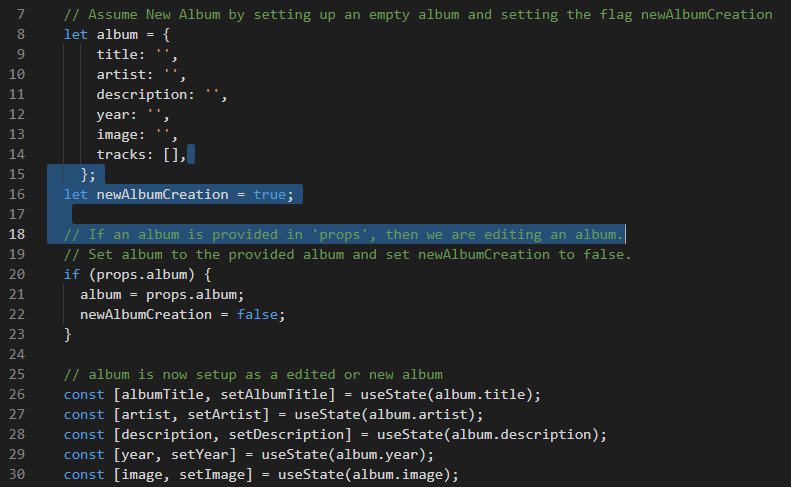 7 // Assume New Album by setting up an empty album and setting the flag newAlbumCreation
8 let album = {
9 title: '',
10 artist: '',
11 description: '',
12 year: '',
13 image: '',
14 tracks: [],
15 };
16 let newAlbumCreation = true;
17
18 // If an album is provided in 'props', then we are editing an album.
19 // Set album to the provided album and set newAlbumCreation to false.
20 if (props.album) {
21 album = props.album;
22 newAlbumCreation = false;
23 }
24
25 // album is now setup as a edited or new album
26 const [albumTitle, setAlbumTitle] = useState(album.title);
27 const [artist, setArtist] = useState(album.artist);
28 const [description, setDescription] = useState(album.description);
29 const [year, setYear] = useState(album.year);
30 const [image, setImage] = useState(album.image);